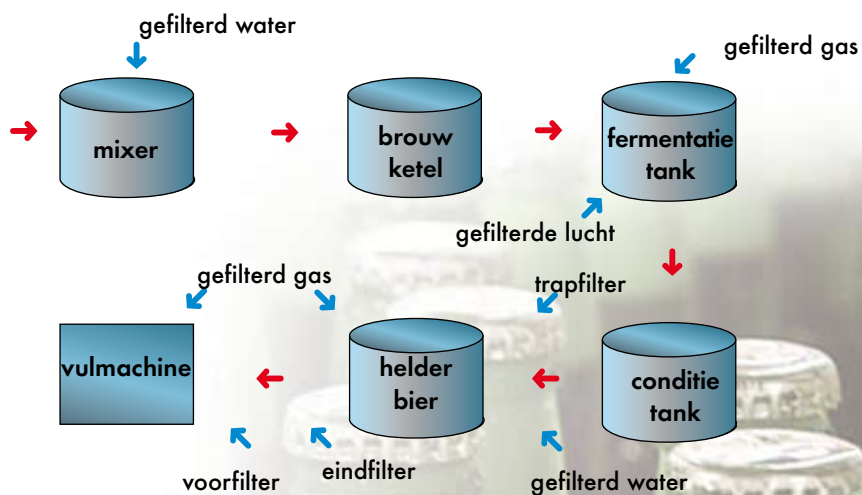 gefilterd water
gefilterd gas
mixer
brouw
ketel
fermentatie
tank
gefilterde lucht
gefilterd gas
trapfilter
vulmachine
helder
bier
conditie
tank
voorfilter
eindfilter
gefilterd water